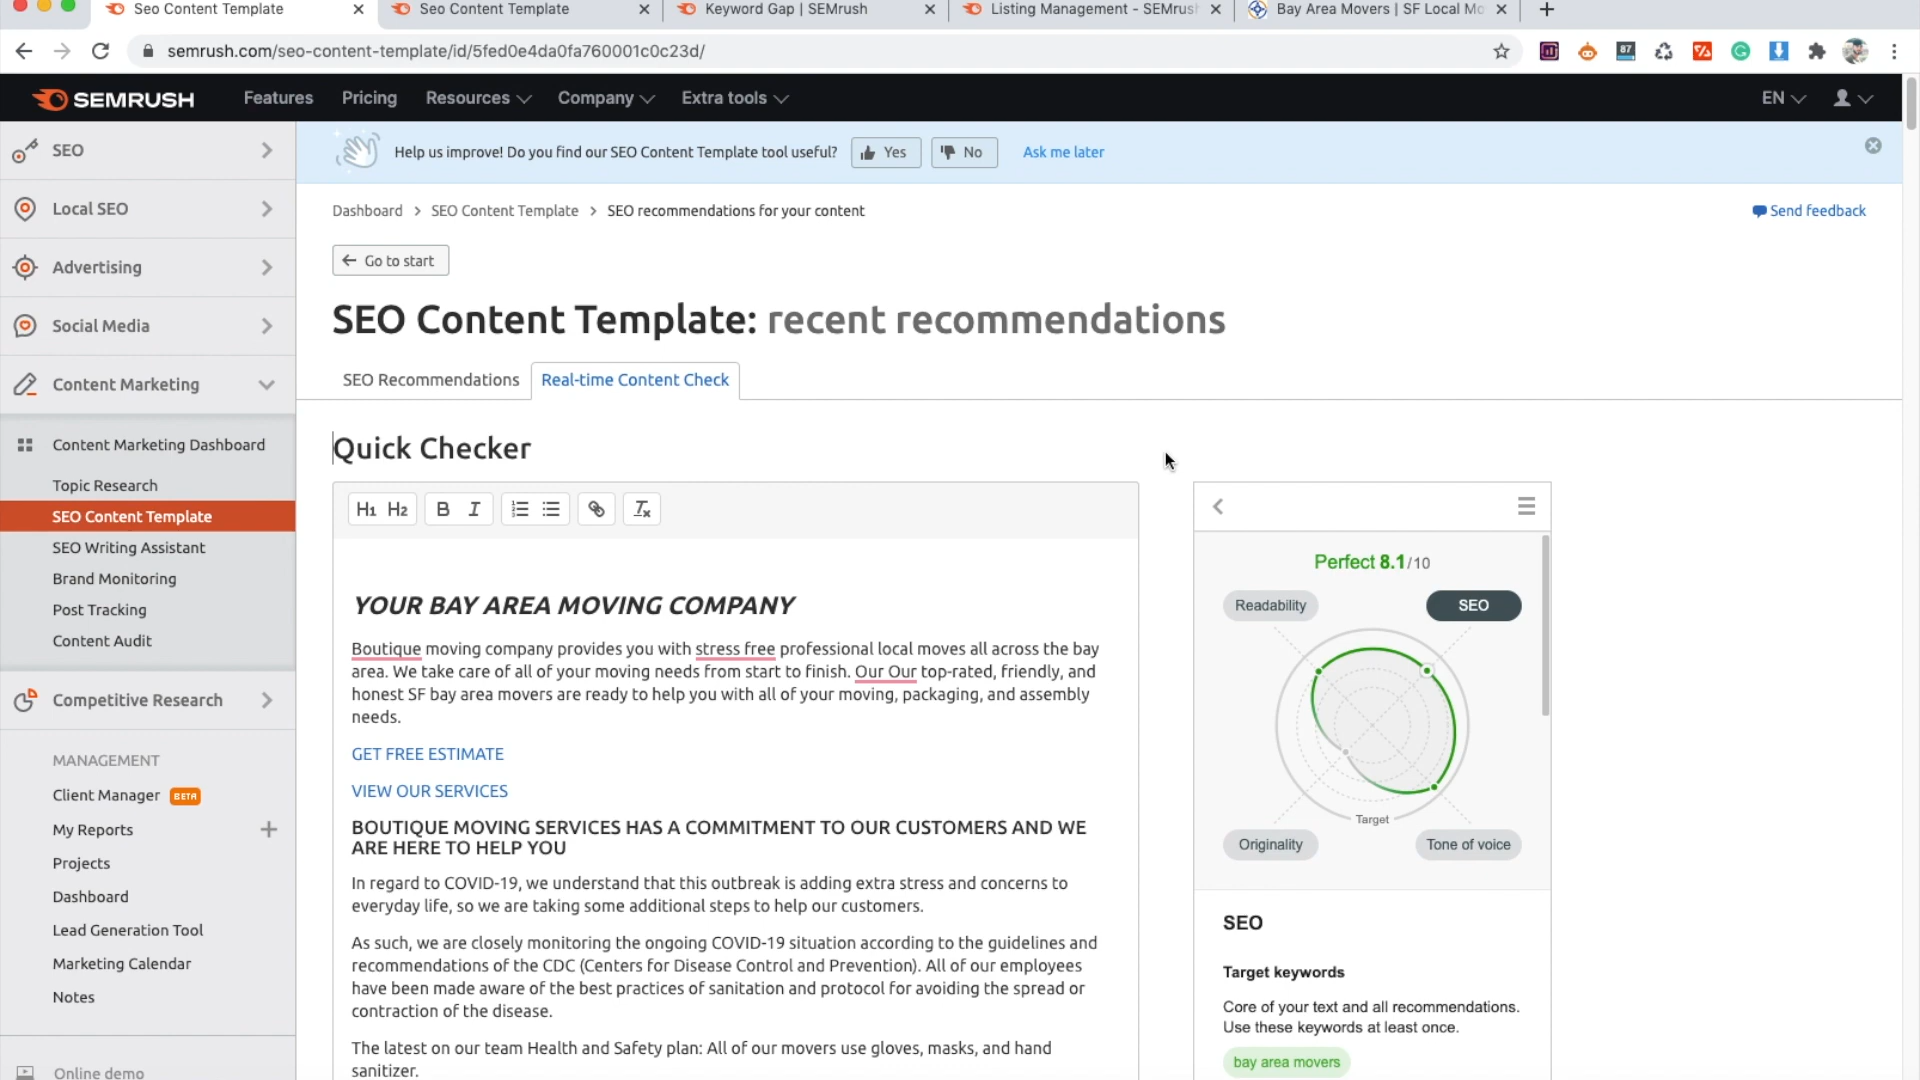 Seo Content Template
Seo Content Template
Keyword Gap | SEMrush
Listing Management - SEMrush
Bay Area Movers | SF Local Mo
semrush.com/seo-content-template/id/5fed0e4da0fa760001c0c23d/
87
SEMRUSH
Features
Pricing
Resources
Company
Extra tools
EN
SEO
Local SEO
Advertising
Social Media
Content Marketing
Content Marketing Dashboard
Topic Research
SEO Content Template
SEO Writing Assistant
Brand Monitoring
Post Tracking
Content Audit
Competitive Research
MANAGEMENT
Client Manager BETA
My Reports
Projects
Dashboard
Lead Generation Tool
Marketing Calendar
Notes
Online demo
Help us improve! Do you find our SEO Content Template tool useful? Yes No Ask me later
Dashboard > SEO Content Template > SEO recommendations for your content
Send feedback
Go to start
SEO Content Template: recent recommendations
SEO Recommendations
Real-time Content Check
Quick Checker
H1 H2 B I
YOUR BAY AREA MOVING COMPANY
Boutique moving company provides you with stress free professional local moves all across the bay
area. We take care of all of your moving needs from start to finish. Our Our top-rated, friendly, and
honest SF bay area movers are ready to help you with all of your moving, packaging, and assembly
needs.
GET FREE ESTIMATE
VIEW OUR SERVICES
BOUTIQUE MOVING SERVICES HAS A COMMITMENT TO OUR CUSTOMERS AND WE
ARE HERE TO HELP YOU
In regard to COVID-19, we understand that this outbreak is adding extra stress and concerns to
everyday life, so we are taking some additional steps to help our customers.
As such, we are closely monitoring the ongoing COVID-19 situation according to the guidelines and
recommendations of the CDC (Centers for Disease Control and Prevention). All of our employees
have been made aware of the best practices of sanitation and protocol for avoiding the spread or
contraction of the disease.
The latest on our team Health and Safety plan: All of our movers use gloves, masks, and hand
sanitizer.
Perfect 8.1/10
Readability
SEO
Target
Originality
Tone of voice
SEO
Target keywords
Core of your text and all recommendations.
Use these keywords at least once.
bay area movers